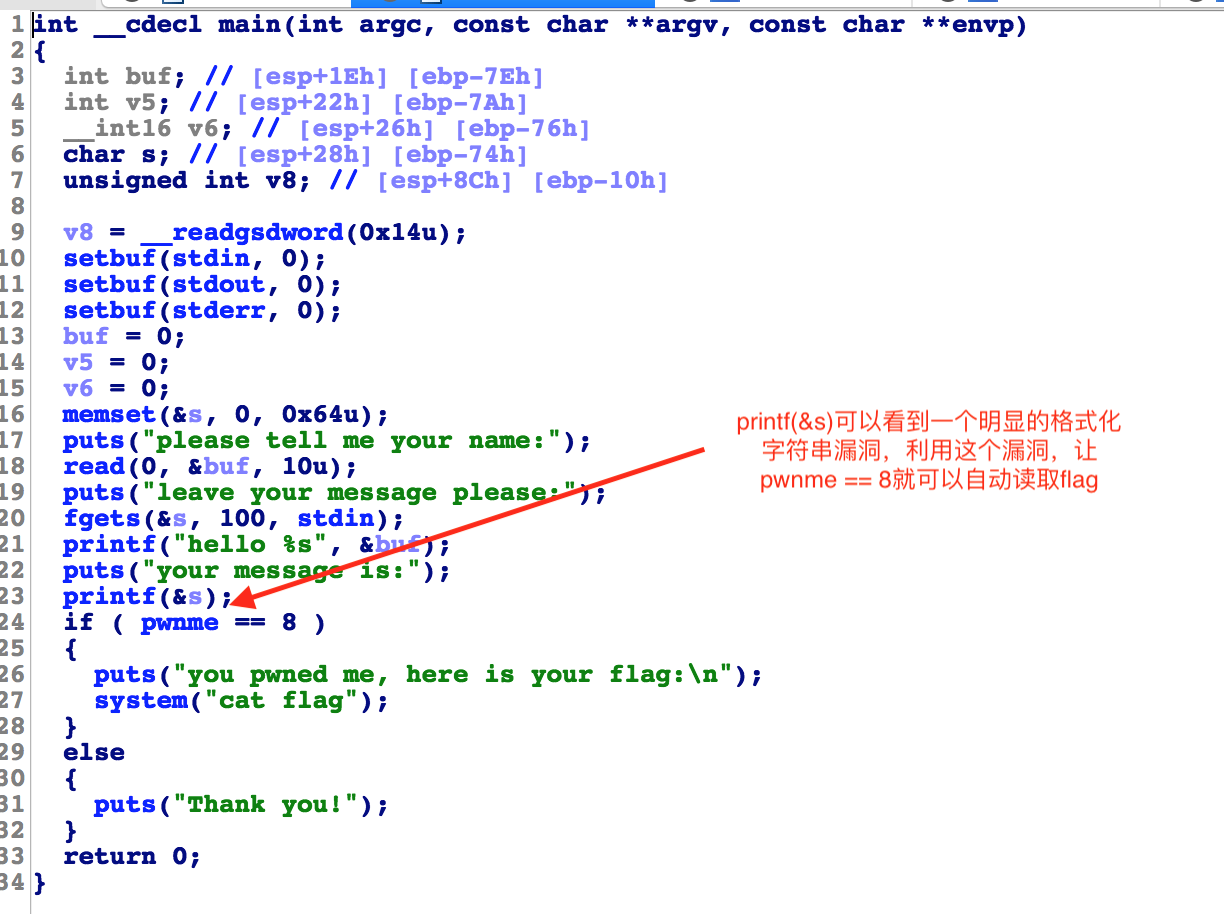 1 int __cdecl main(int argc, const char **argv, const char **envp)
2 {
3   int buf; // [esp+1Eh] [ebp-7Eh]
4   int v5; // [esp+22h] [ebp-7Ah]
5   __int16 v6; // [esp+26h] [ebp-76h]
6   char s; // [esp+28h] [ebp-74h]
7   unsigned int v8; // [esp+8Ch] [ebp-10h]
8
9   v8 = __readgsdword(0x14u);
10   setbuf(stdin, 0);
11   setbuf(stdout, 0);
12   setbuf(stderr, 0);
13   buf = 0;
14   v5 = 0;
15   v6 = 0;
16   memset(&s, 0, 0x64u);
17   puts("please tell me your name:");
18   read(0, &buf, 10u);
19   puts("leave your message please:");
20   fgets(&s, 100, stdin);
21   printf("hello %s", &buf);
22   puts("your message is:");
23   printf(&s);
24   if ( pwnme == 8 )
25   {
26     puts("you pwned me, here is your flag:\n");
27     system("cat flag");
28   }
29   else
30   {
31     puts("Thank you!");
32   }
33   return 0;
34 }
printf(&s)可以看到一个明显的格式化
字符串漏洞，利用这个漏洞，让
pwnme == 8就可以自动读取flag